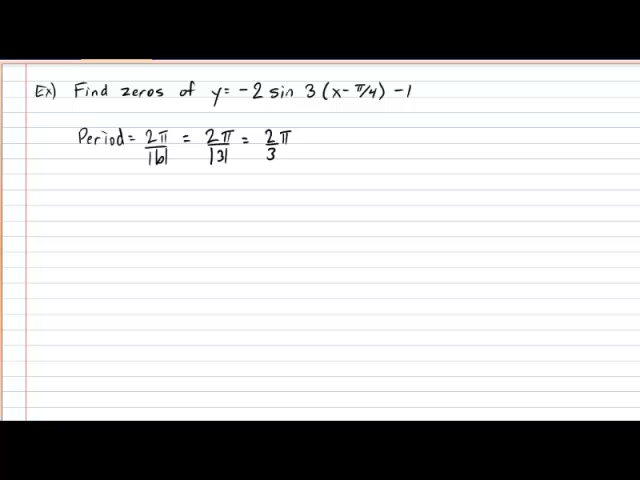 Ex) Find zeros of y= -2 sin 3 (x- π/4) -1
Period= 2π/|b| = 2π/|3| = 2/3 π